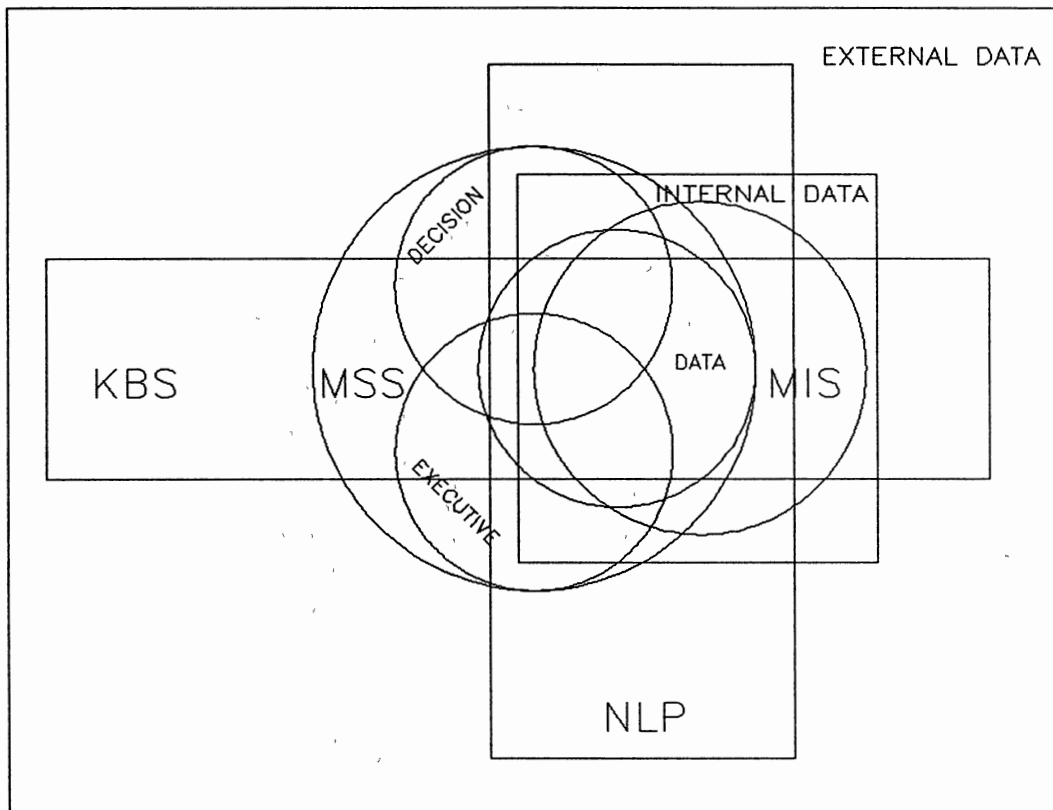 EXTERNAL DATA
INTERNAL DATA
DECISION
DATA
KBS
MSS
MIS
EXECUTIVE
NLP